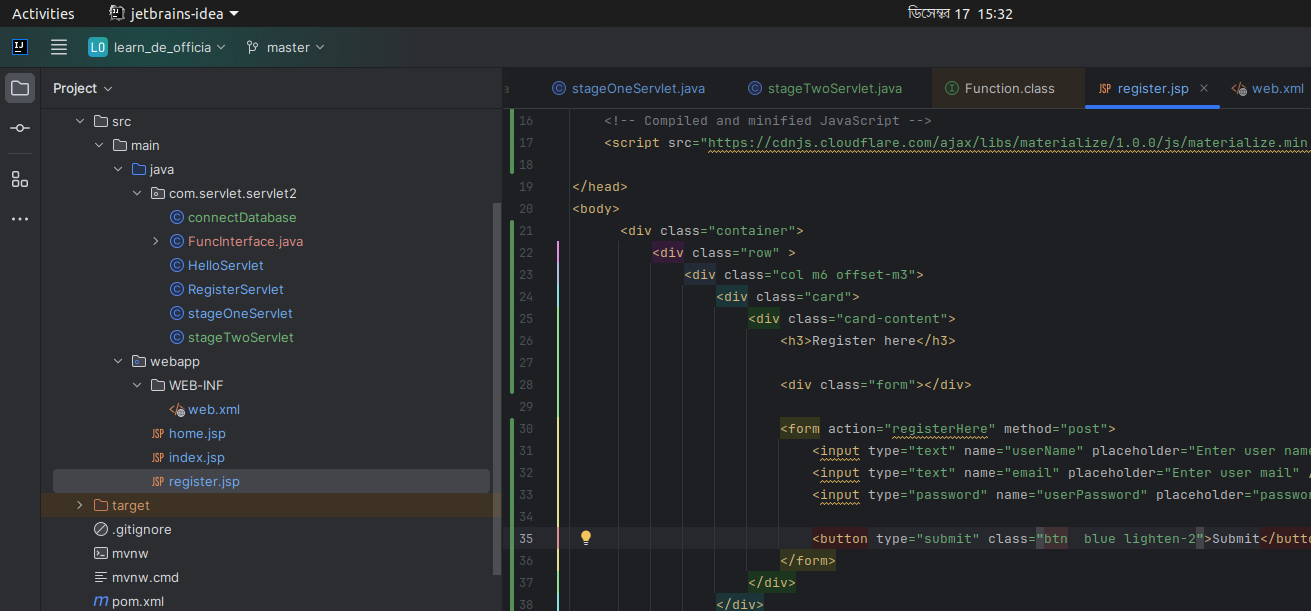 Activities jetbrains-idea ডিসেম্বর 17 15:32
LO learn_de_officia master
Project
src
main
java
com.servlet.servlet2
connectDatabase
FuncInterface.java
HelloServlet
RegisterServlet
stageOneServlet
stageTwoServlet
webapp
WEB-INF
web.xml
home.jsp
index.jsp
register.jsp
target
.gitignore
mvnw
mvnw.cmd
pom.xml
stageOneServlet.java stageTwoServlet.java Function.class register.jsp web.xml
16 <!-- Compiled and minified JavaScript -->
17 <script src="https://cdnjs.cloudflare.com/ajax/libs/materialize/1.0.0/js/materialize.min.
18
19 </head>
20 <body>
21 <div class="container">
22 <div class="row" >
23 <div class="col m6 offset-m3">
24 <div class="card">
25 <div class="card-content">
26 <h3>Register here</h3>
27
28 <div class="form"></div>
29
30 <form action="registerHere" method="post">
31 <input type="text" name="userName" placeholder="Enter user name
32 <input type="text" name="email" placeholder="Enter user mail" /
33 <input type="password" name="userPassword" placeholder="passwor
34
35 <button type="submit" class="btn  blue lighten-2">Submit</butto
36 </form>
37 </div>
38 </div>